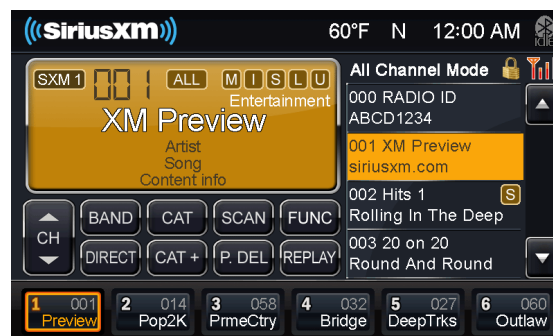 ((SiriusXM)) 60°F N 12:00 AM
Idle
SXM 1 001 ALL M I S L U
Entertainment
XM Preview
Artist
Song
Content info
All Channel Mode
000 RADIO ID
ABCD1234
001 XM Preview
siriusxm.com
002 Hits 1 S
Rolling In The Deep
003 20 on 20
Round And Round
CH
BAND CAT SCAN FUNC
DIRECT CAT + P. DEL REPLAY
1 001 Preview
2 014 Pop2K
3 058 PrmeCtry
4 032 Bridge
5 027 DeepTrks
6 060 Outlaw